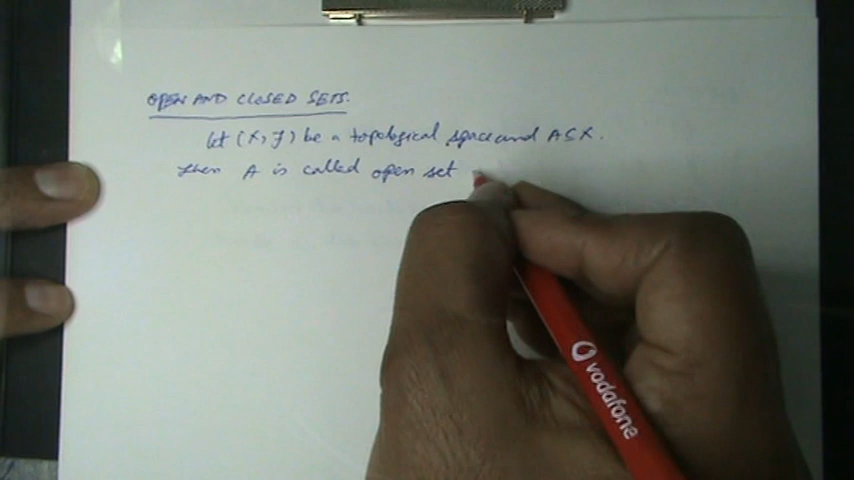 OPEN AND CLOSED SETS.
Let (X, J) be a topological space and A ⊆ X.
Then A is called open set
vodafone